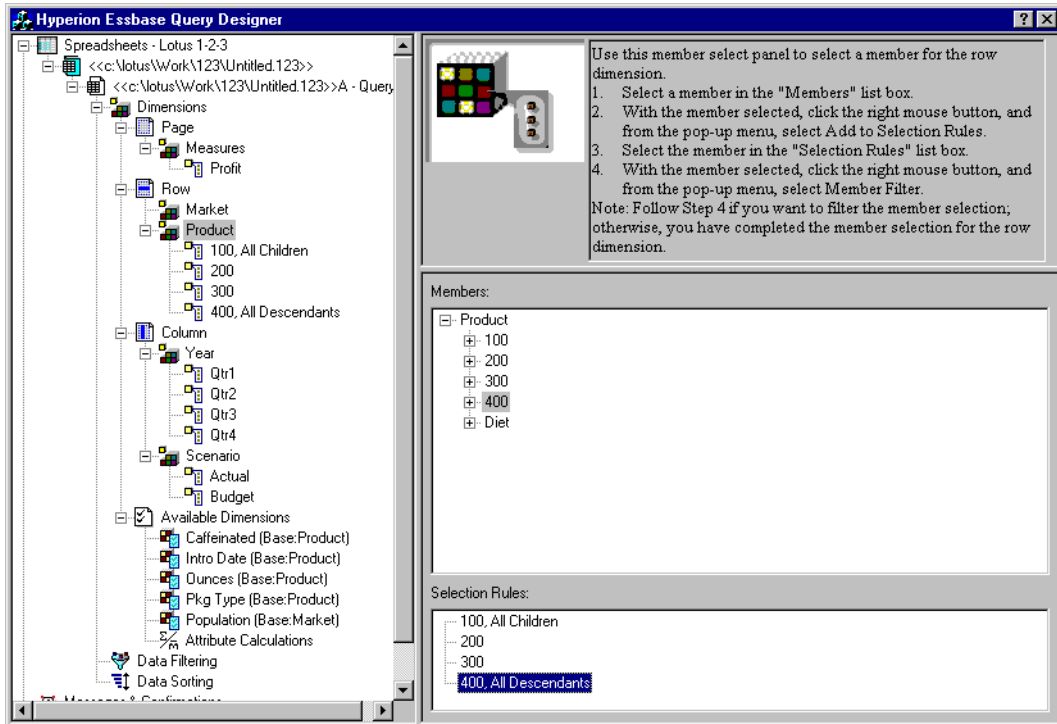 Hyperion Essbase Query Designer
Spreadsheets - Lotus 1-2-3
<<c:\lotus\Work\123\Untitled.123>>
<<c:\lotus\Work\123\Untitled.123>>A - Query
Dimensions
Page
Measures
Profit
Row
Market
Product
100, All Children
200
300
400, All Descendants
Column
Year
Qtr1
Qtr2
Qtr3
Qtr4
Scenario
Actual
Budget
Available Dimensions
Caffeinated (Base:Product)
Intro Date (Base:Product)
Ounces (Base:Product)
Pkg Type (Base:Product)
Population (Base:Market)
Attribute Calculations
Data Filtering
Data Sorting
Use this member select panel to select a member for the row
dimension.
1. Select a member in the "Members" list box.
2. With the member selected, click the right mouse button, and
from the pop-up menu, select Add to Selection Rules.
3. Select the member in the "Selection Rules" list box.
4. With the member selected, click the right mouse button, and
from the pop-up menu, select Member Filter.
Note: Follow Step 4 if you want to filter the member selection;
otherwise, you have completed the member selection for the row
dimension.
Members:
Product
100
200
300
400
Diet
Selection Rules:
100, All Children
200
300
400, All Descendants